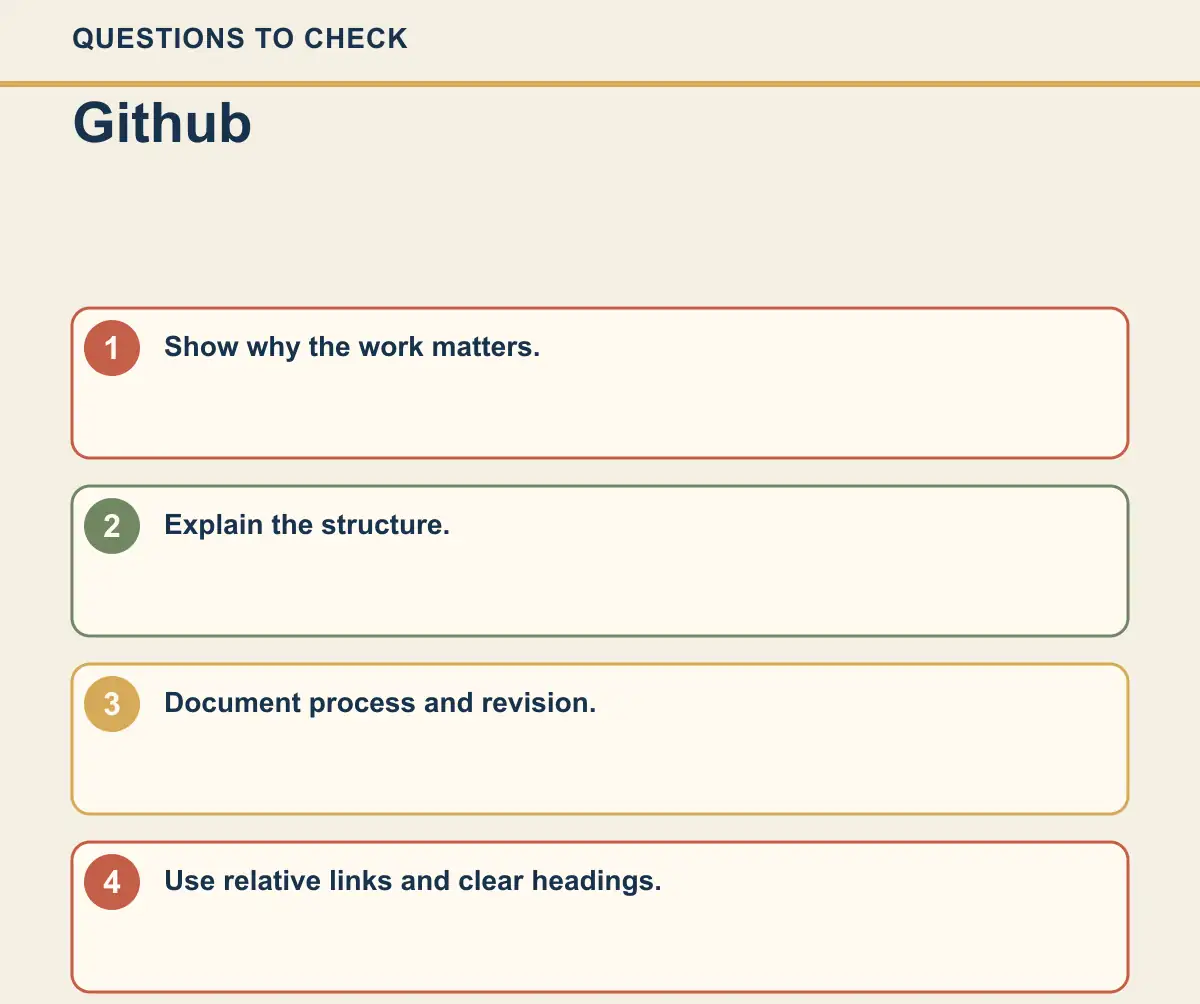 QUESTIONS TO CHECK
Github
1 Show why the work matters.
2 Explain the structure.
3 Document process and revision.
4 Use relative links and clear headings.